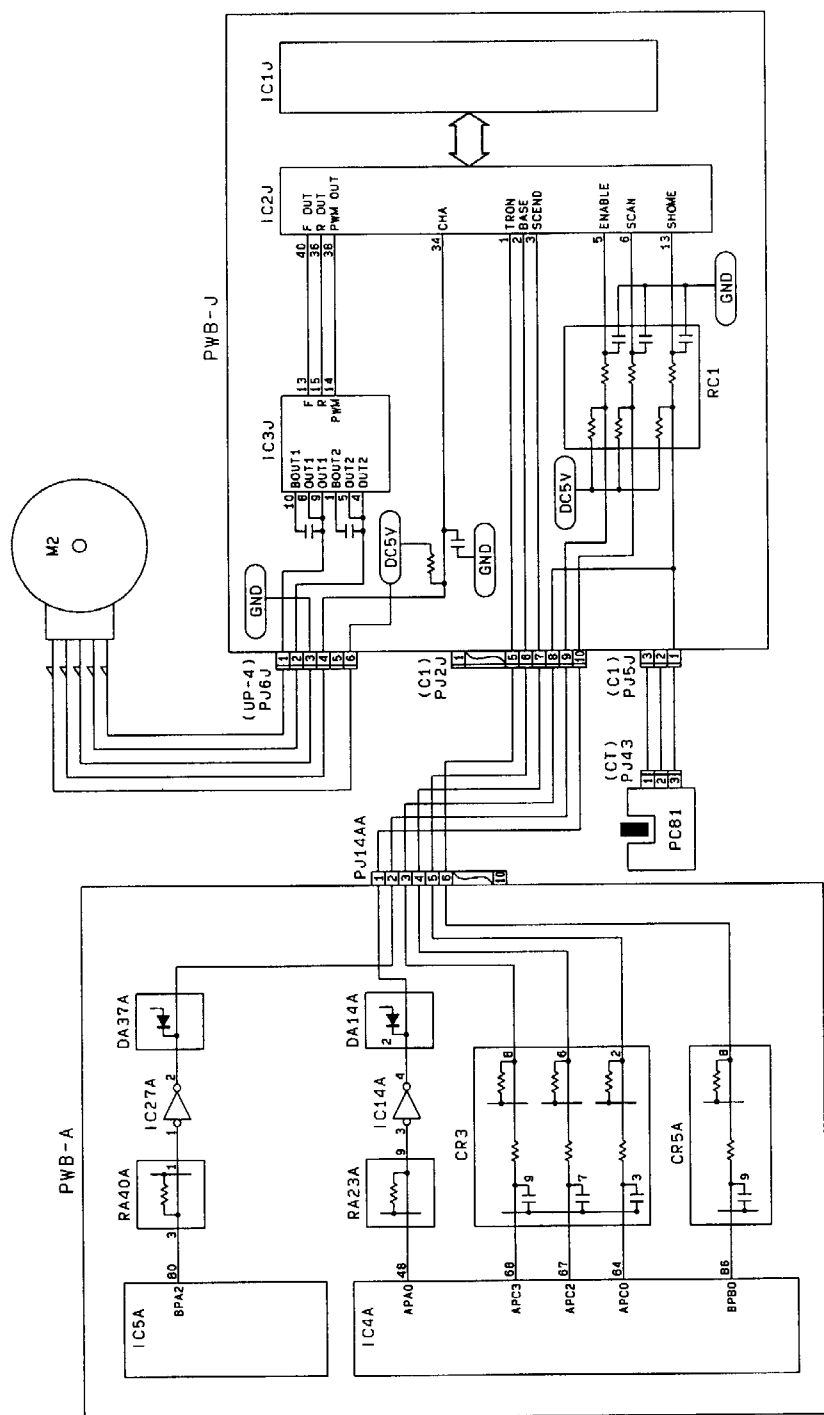 PWB-A
IC5A
BPA2
80
RA40A
3
1
IC27A
1
2
DA37A
IC4A
APA0
48
RA23A
9
IC14A
3
4
DA14A
2
APC3
68
APC2
67
APC0
64
CR3
9
8
7
6
3
2
BPB0
86
CR5A
9
8
PJ14AA
1
2
3
4
5
6
10
M2
(UP-4)
PJ6J
1
2
3
4
5
6
(C1)
PJ2J
1
5
6
7
8
9
10
(C1)
PJ5J
3
2
1
(CT)
PJ43
1
2
3
PC81
PWB-J
GND
DC5V
GND
IC3J
10 BOUT1
8 OUT1
9 OUT1
1 BOUT2
5 OUT2
4 OUT2
F 13
R 15
PWM 14
IC2J
40 F OUT
36 R OUT
38 PWM OUT
34 CHA
1 TRON
2 BASE
3 SCEND
5 ENABLE
6 SCAN
13 SHOME
IC1J
DC5V
RC1
GND